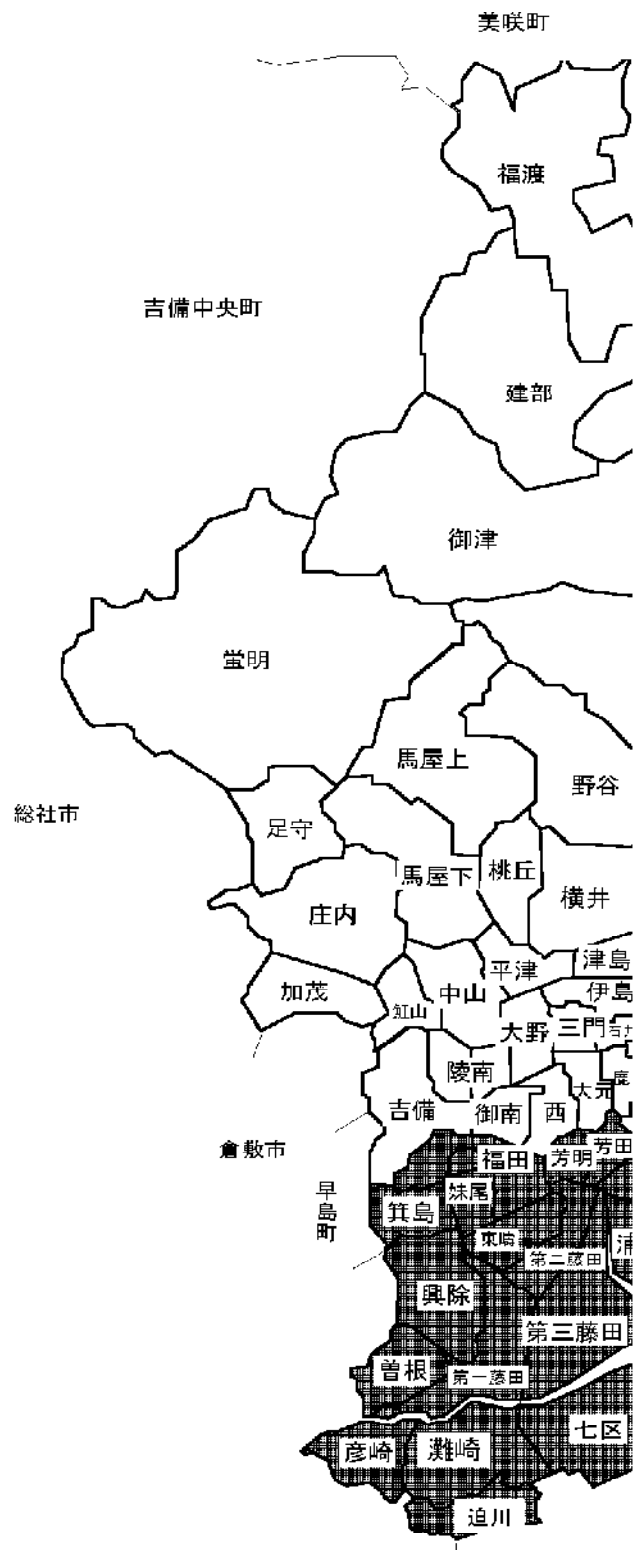 美咲町
福渡
吉備中央町
建部
御津
蛍明
馬屋上
野谷
総社市
足守
馬屋下
桃丘
横井
庄内
平津
津島
加茂
中山
伊島
大野
三門
陵南
大元
鹿
吉備
御南
西
倉敷市
福田
芳明
芳田
早島町
箕島
妹尾
東疇
第二藤田
浦
興除
第三藤田
曽根
第一藤田
七区
彦崎
灘崎
迫川